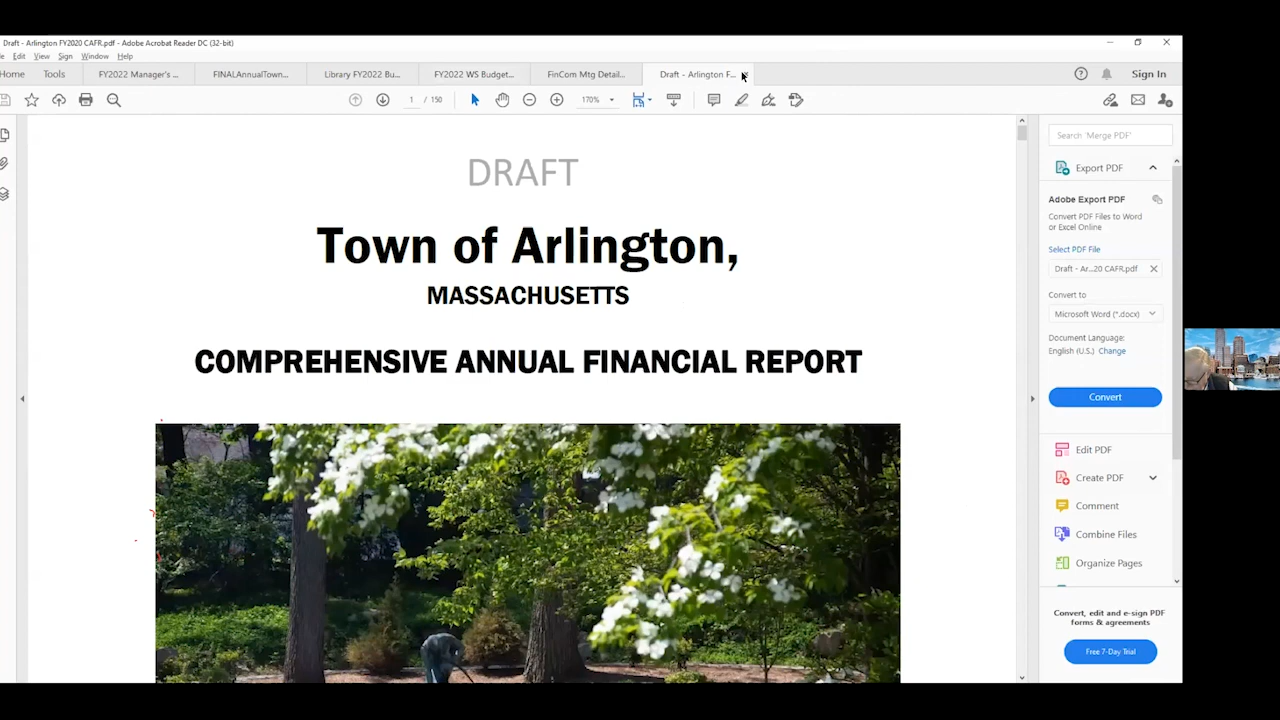 Draft - Arlington FY2020 CAFR.pdf - Adobe Acrobat Reader DC (32-bit)
Edit View Sign Window Help
Home Tools FY2022 Manager's ... FINALAnnualTown... Library FY2022 Bu... FY2022 WS Budget... FinCom Mtg Detail... Draft - Arlington F... Sign In
1 / 150 170%
DRAFT
Town of Arlington,
MASSACHUSETTS
COMPREHENSIVE ANNUAL FINANCIAL REPORT
Search 'Merge PDF'
Export PDF
Adobe Export PDF
Convert PDF Files to Word
or Excel Online
Select PDF File
Draft - Ar...20 CAFR.pdf
Convert to
Microsoft Word (*.docx)
Document Language:
English (U.S.) Change
Convert
Edit PDF
Create PDF
Comment
Combine Files
Organize Pages
Convert, edit and e-sign PDF
forms & agreements
Free 7-Day Trial